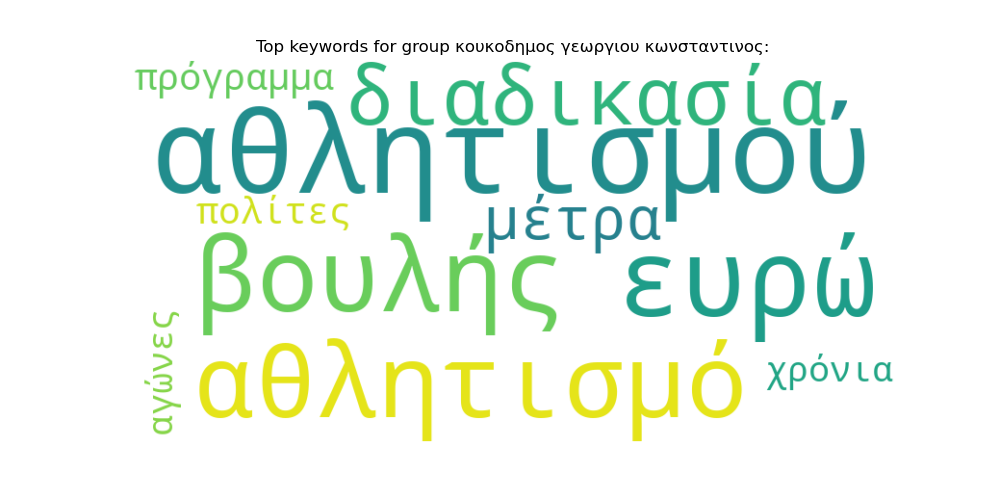 Top keywords for group κουκοδημος γεωργιου κωνσταντινος:
πρόγραμμα
διαδικασία
αθλητισμού
πολίτες
μέτρα
βουλής
ευρώ
αγώνες
αθλητισμό
χρόνια